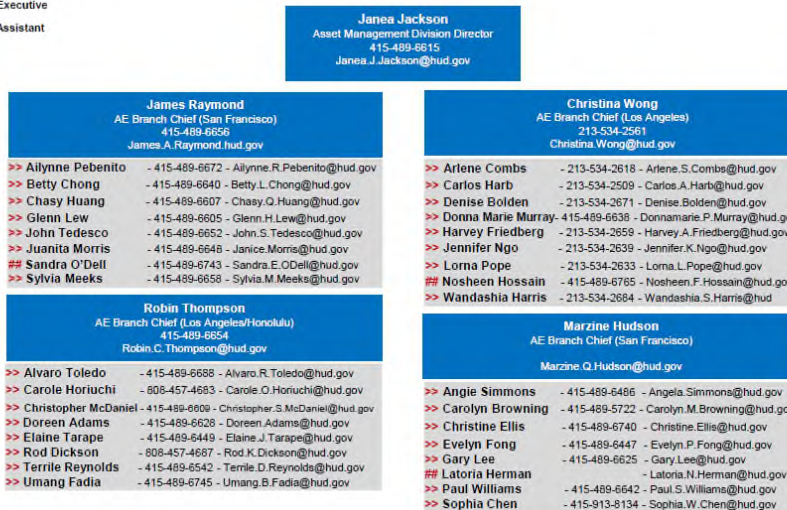 Executive
Assistant
Janea Jackson
Asset Management Division Director
415-489-6615
Janea.J.Jackson@hud.gov
James Raymond
AE Branch Chief (San Francisco)
415-489-6656
James.A.Raymond.hud.gov
>> Ailynne Pebenito - 415-489-6672 - Ailynne.R.Pebenito@hud.gov
>> Betty Chong - 415-489-6640 - Betty.L.Chong@hud.gov
>> Chasy Huang - 415-489-6607 - Chasy.Q.Huang@hud.gov
>> Glenn Lew - 415-489-6605 - Glenn.H.Lew@hud.gov
>> John Tedesco - 415-489-6652 - John.S.Tedesco@hud.gov
>> Juanita Morris - 415-489-6648 - Janice.Morris@hud.gov
## Sandra O'Dell - 415-489-6743 - Sandra.E.ODell@hud.gov
>> Sylvia Meeks - 415-489-6658 - Sylvia.M.Meeks@hud.gov
Robin Thompson
AE Branch Chief (Los Angeles/Honolulu)
415-489-6654
Robin.C.Thompson@hud.gov
>> Alvaro Toledo - 415-489-6688 - Alvaro.R.Toledo@hud.gov
>> Carole Horiuchi - 808-457-4683 - Carole.O.Horiuchi@hud.gov
>> Christopher McDaniel - 415-489-6609 - Christopher.S.McDaniel@hud.gov
>> Doreen Adams - 415-489-6628 - Doreen.Adams@hud.gov
>> Elaine Tarape - 415-489-6449 - Elaine.J.Tarape@hud.gov
>> Rod Dickson - 808-457-4687 - Rod.K.Dickson@hud.gov
>> Terrile Reynolds - 415-489-6542 - Terrile.D.Reynolds@hud.gov
>> Umang Fadia - 415-489-6745 - Umang.B.Fadia@hud.gov
Christina Wong
AE Branch Chief (Los Angeles)
213-534-2561
Christina.Wong@hud.gov
>> Arlene Combs - 213-534-2618 - Arlene.S.Combs@hud.gov
>> Carlos Harb - 213-534-2509 - Carlos.A.Harb@hud.gov
>> Denise Bolden - 213-534-2671 - Denise.Bolden@hud.gov
>> Donna Marie Murray- 415-489-6638 - Donnamarie.P.Murray@hud.go
>> Harvey Friedberg - 213-534-2659 - Harvey.A.Friedberg@hud.gov
>> Jennifer Ngo - 213-534-2639 - Jennifer.K.Ngo@hud.gov
>> Lorna Pope - 213-534-2633 - Lorna.L.Pope@hud.gov
## Nosheen Hossain - 415-489-6765 - Nosheen.F.Hossain@hud.go
>> Wandashia Harris - 213-534-2684 - Wandashia.S.Harris@hud
Marzine Hudson
AE Branch Chief (San Francisco)
Marzine.Q.Hudson@hud.gov
>> Angie Simmons - 415-489-6486 - Angela.Simmons@hud.gov
>> Carolyn Browning - 415-489-5722 - Carolyn.M.Browning@hud.go
>> Christine Ellis - 415-489-6740 - Christine.Ellis@hud.gov
>> Evelyn Fong - 415-489-6447 - Evelyn.P.Fong@hud.gov
>> Gary Lee - 415-489-6625 - Gary.Lee@hud.gov
## Latoria Herman - Latoria.N.Herman@hud.gov
>> Paul Williams - 415-489-6642 - Paul.S.Williams@hud.gov
>> Sophia Chen - 415-913-8134 - Sophia.W.Chen@hud.gov